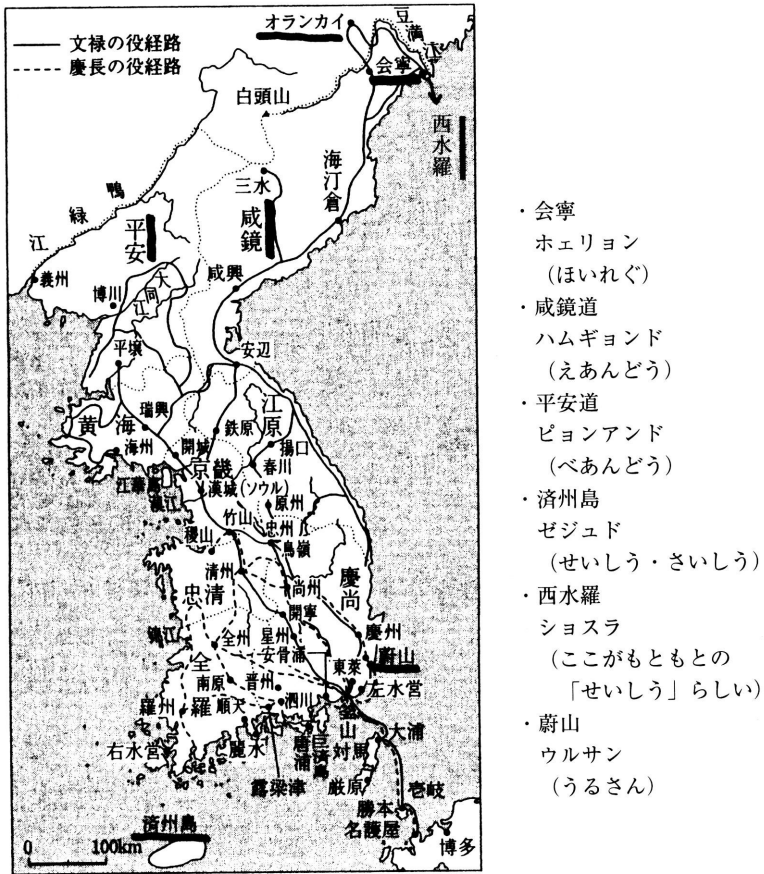 文禄の役経路
慶長の役経路
オランカイ
豆満江
会寧
白頭山
西水羅
海汀倉
三水
鴨緑江
平安
咸鏡
義州
咸興
博川
大同江
平壌
安辺
瑞興
江原
黄海
鉄原
揚口
海州
開城
京畿
春川
江華島
漢江
漢城(ソウル)
原州
竹山
忠州
鳥嶺
稷山
清州
尚州
慶尚
忠清
開寧
錦江
全州
星州
慶州
安骨浦
東萊
蔚山
全羅
南原
晋州
左水営
泗川
釜山
羅州
順天
大浦
右水営
麗水
唐浦
巨済島
対馬
露梁津
厳原
壱岐
勝本
名護屋
済州島
博多
0
100km
・会寧
ホェリョン
(ほいれぐ)
・咸鏡道
ハムギョンド
(えあんどう)
・平安道
ピョンアンド
(べあんどう)
・済州島
ゼジュド
(せいしう・さいしう)
・西水羅
ショスラ
(ここがもともとの
「せいしう」らしい)
・蔚山
ウルサン
(うるさん)